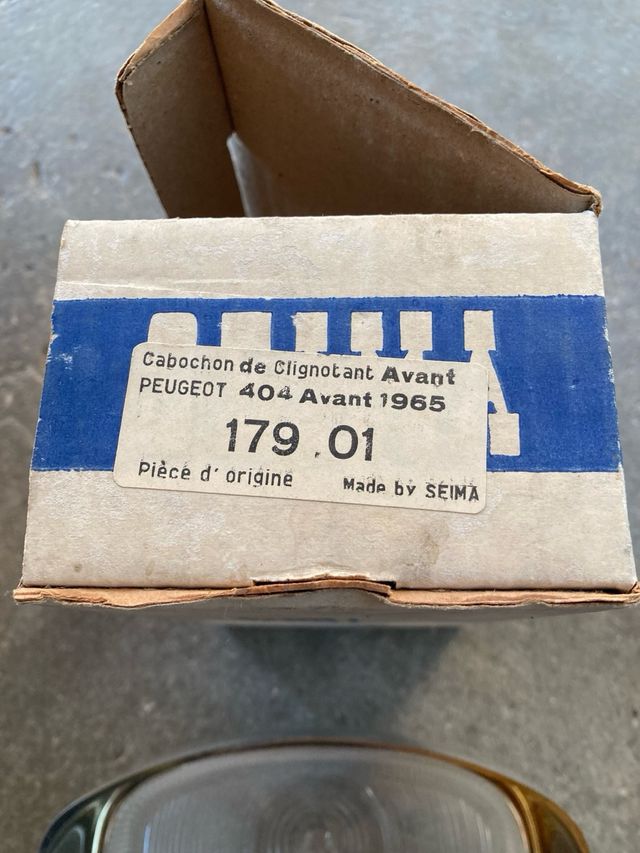 Cabochon de Clignotant Avant
PEUGEOT 404 Avant 1965
179.01
Pièce d' origine Made by SEIMA